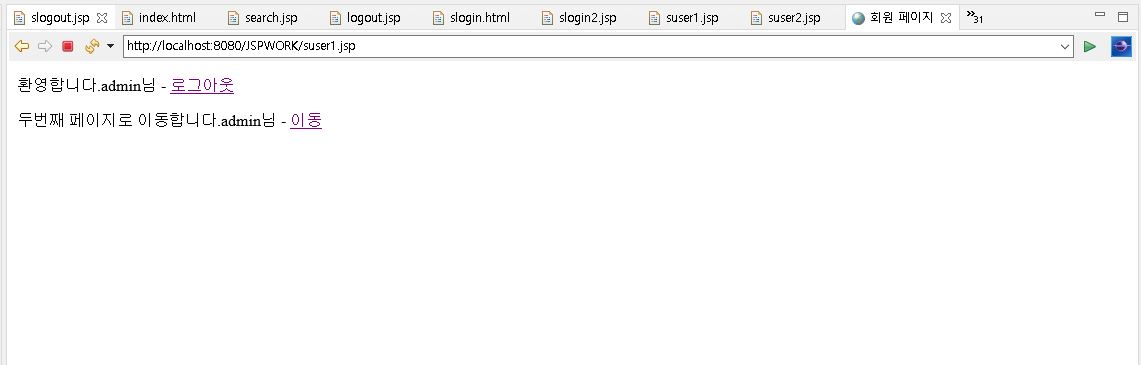 slogout.jsp index.html search.jsp logout.jsp slogin.html slogin2.jsp suser1.jsp suser2.jsp 회원 페이지 31
http://localhost:8080/JSPWORK/suser1.jsp
환영합니다.admin님 - 로그아웃
두번째 페이지로 이동합니다.admin님 - 이동